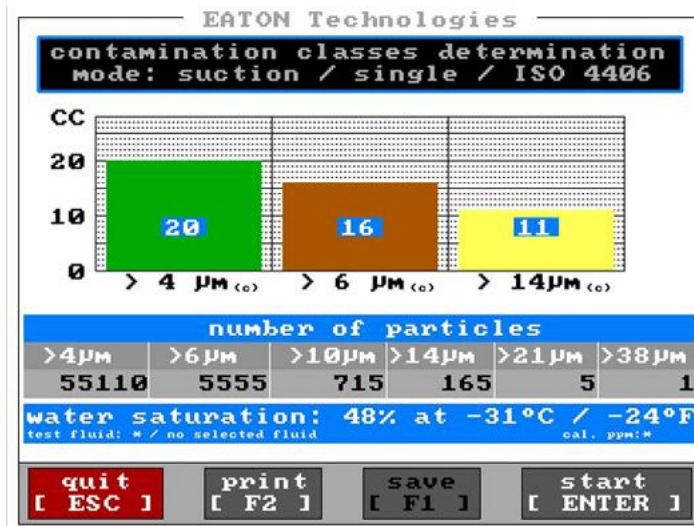 EATON Technologies
contamination classes determination
mode: suction / single / ISO 4406
CC
20
10
0
20 16 11
> 4 µm (c) > 6 µm (c) > 14µm (c)
number of particles
>4µm >6µm >10µm >14µm >21µm >38µm
55110 5555 715 165 5 1
water saturation: 48% at -31ºC / -24ºF
test fluid: * / no selected fluid cal. ppm:*
quit print save start
[ ESC ] [ F2 ] [ F1 ] [ ENTER ]